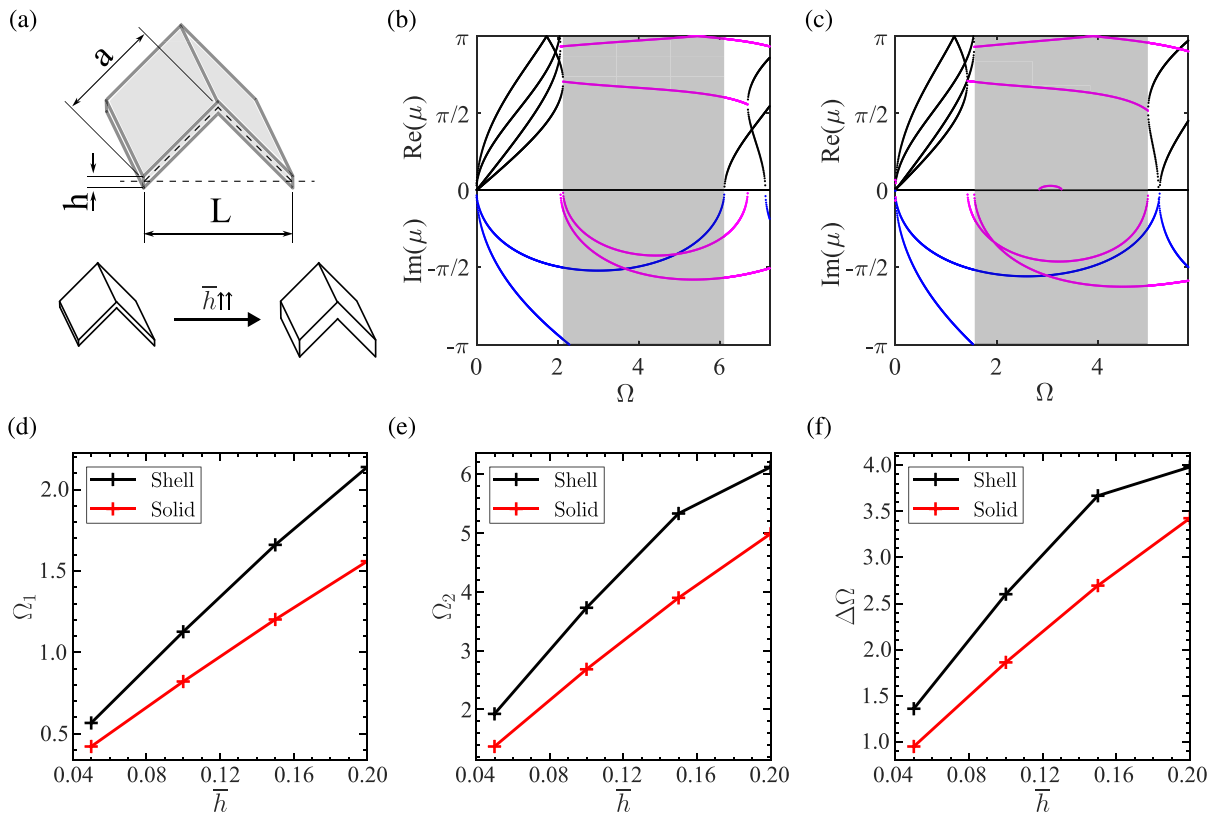 (a)
a
h
L
h̅⇈
(b)
π
π/2
0
-π/2
-π
Re(μ)
Im(μ)
0 2 4 6
Ω
(c)
π
π/2
0
-π/2
-π
Re(μ)
Im(μ)
0 2 4
Ω
(d)
Shell
Solid
2.0
1.5
1.0
0.5
Ω₁
0.04 0.08 0.12 0.16 0.20
h̅
(e)
Shell
Solid
6
5
4
3
2
Ω₂
0.04 0.08 0.12 0.16 0.20
h̅
(f)
Shell
Solid
4.0
3.5
3.0
2.5
2.0
1.5
1.0
ΔΩ
0.04 0.08 0.12 0.16 0.20
h̅